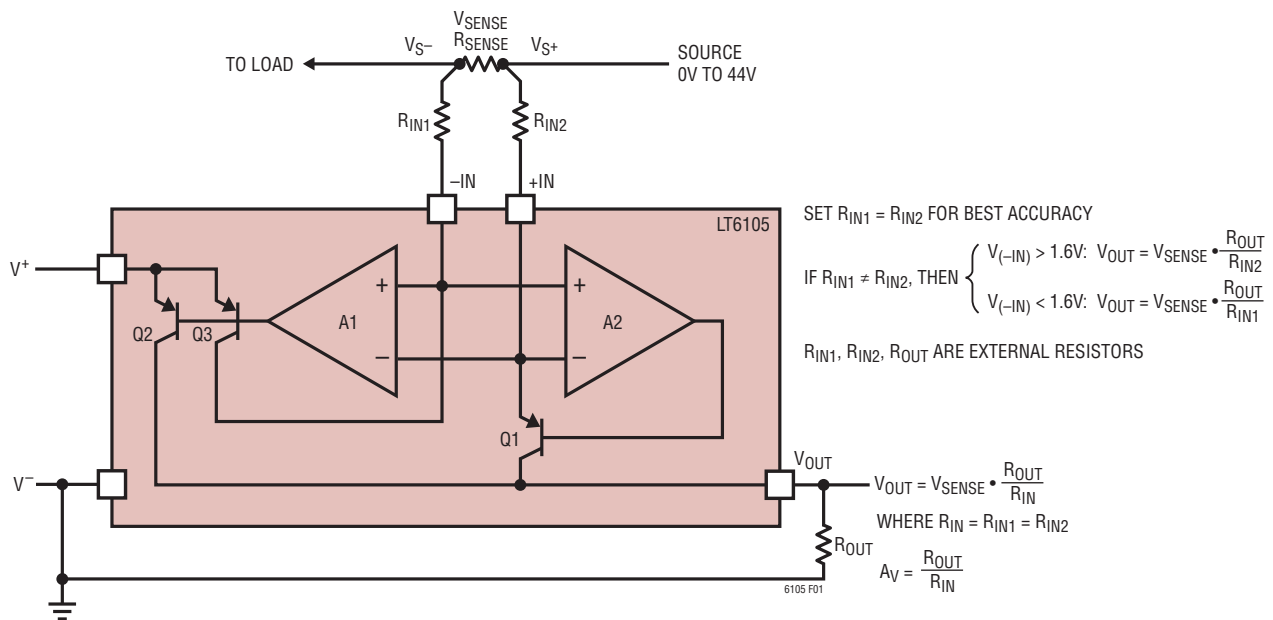 VSENSE
VS– RSENSE VS+
TO LOAD
SOURCE
0V TO 44V
RIN1
RIN2
–IN
+IN
LT6105
SET RIN1 = RIN2 FOR BEST ACCURACY
V(–IN) > 1.6V: VOUT = VSENSE • ROUT/RIN2
IF RIN1 ≠ RIN2, THEN
V(–IN) < 1.6V: VOUT = VSENSE • ROUT/RIN1
RIN1, RIN2, ROUT ARE EXTERNAL RESISTORS
V+
+
+
A1
A2
Q2
Q3
–
–
Q1
V–
VOUT
VOUT = VSENSE • ROUT/RIN
WHERE RIN = RIN1 = RIN2
ROUT
AV = ROUT/RIN
6105 F01